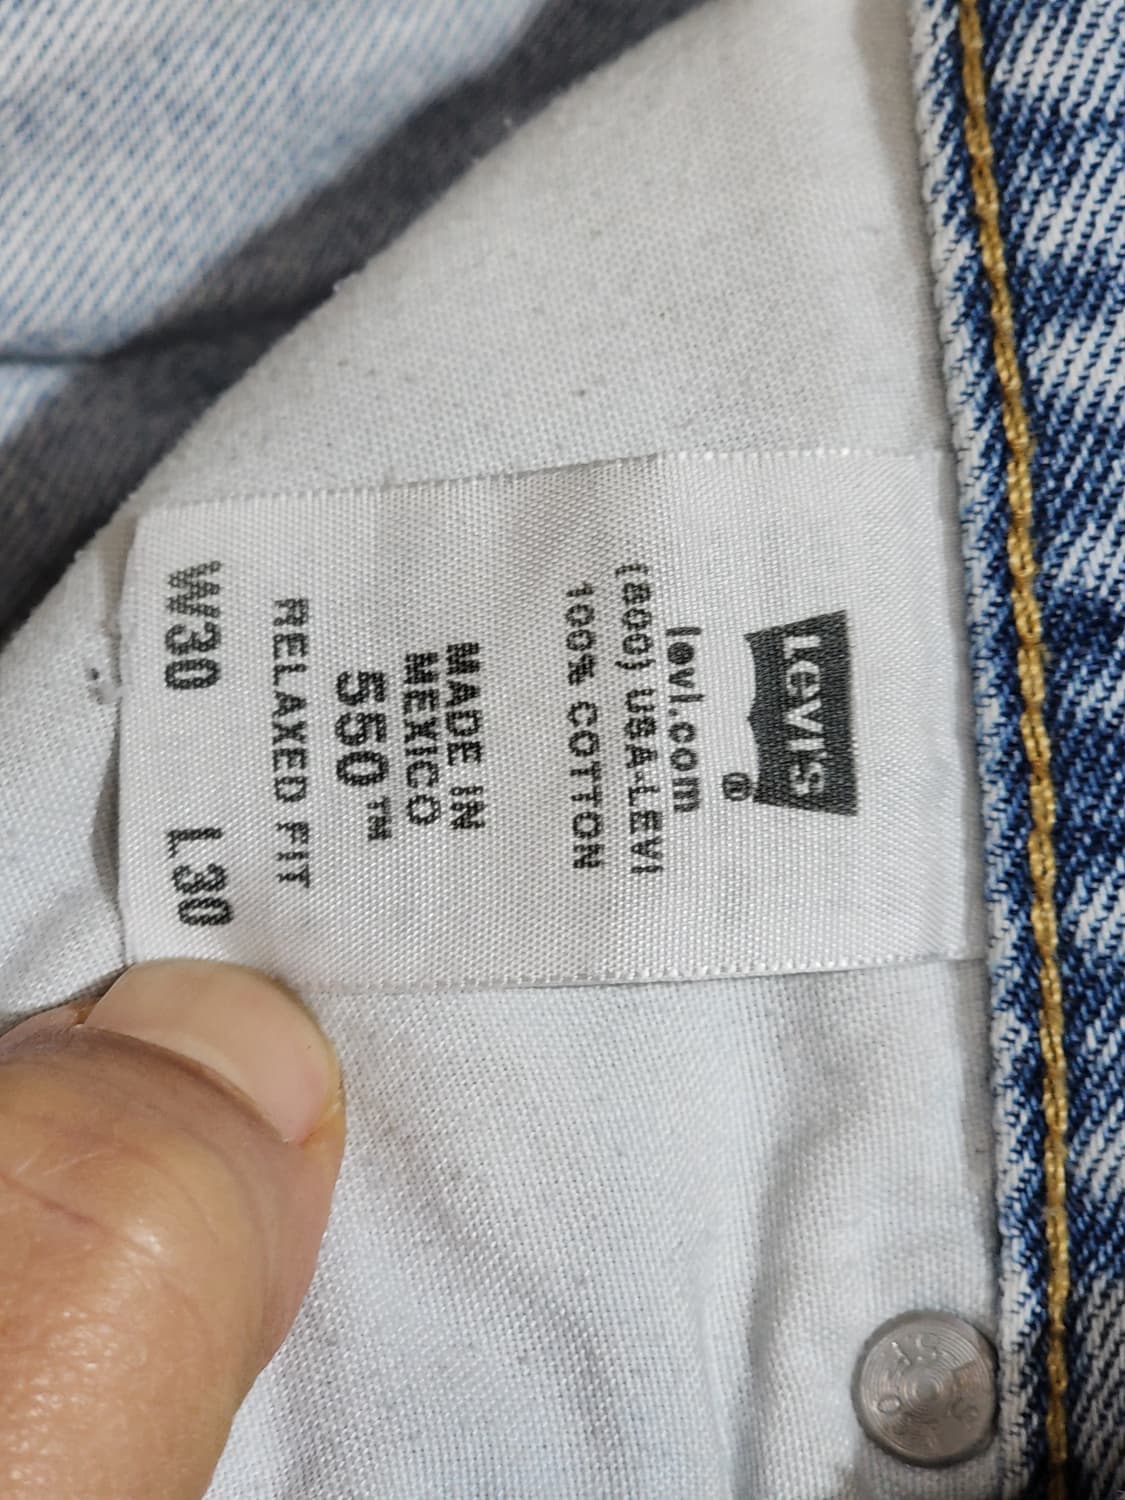 Levi's
®
levi.com
(800) USA-LEVI
100% COTTON
MADE IN
MEXICO
550™
RELAXED FIT
W30 L30